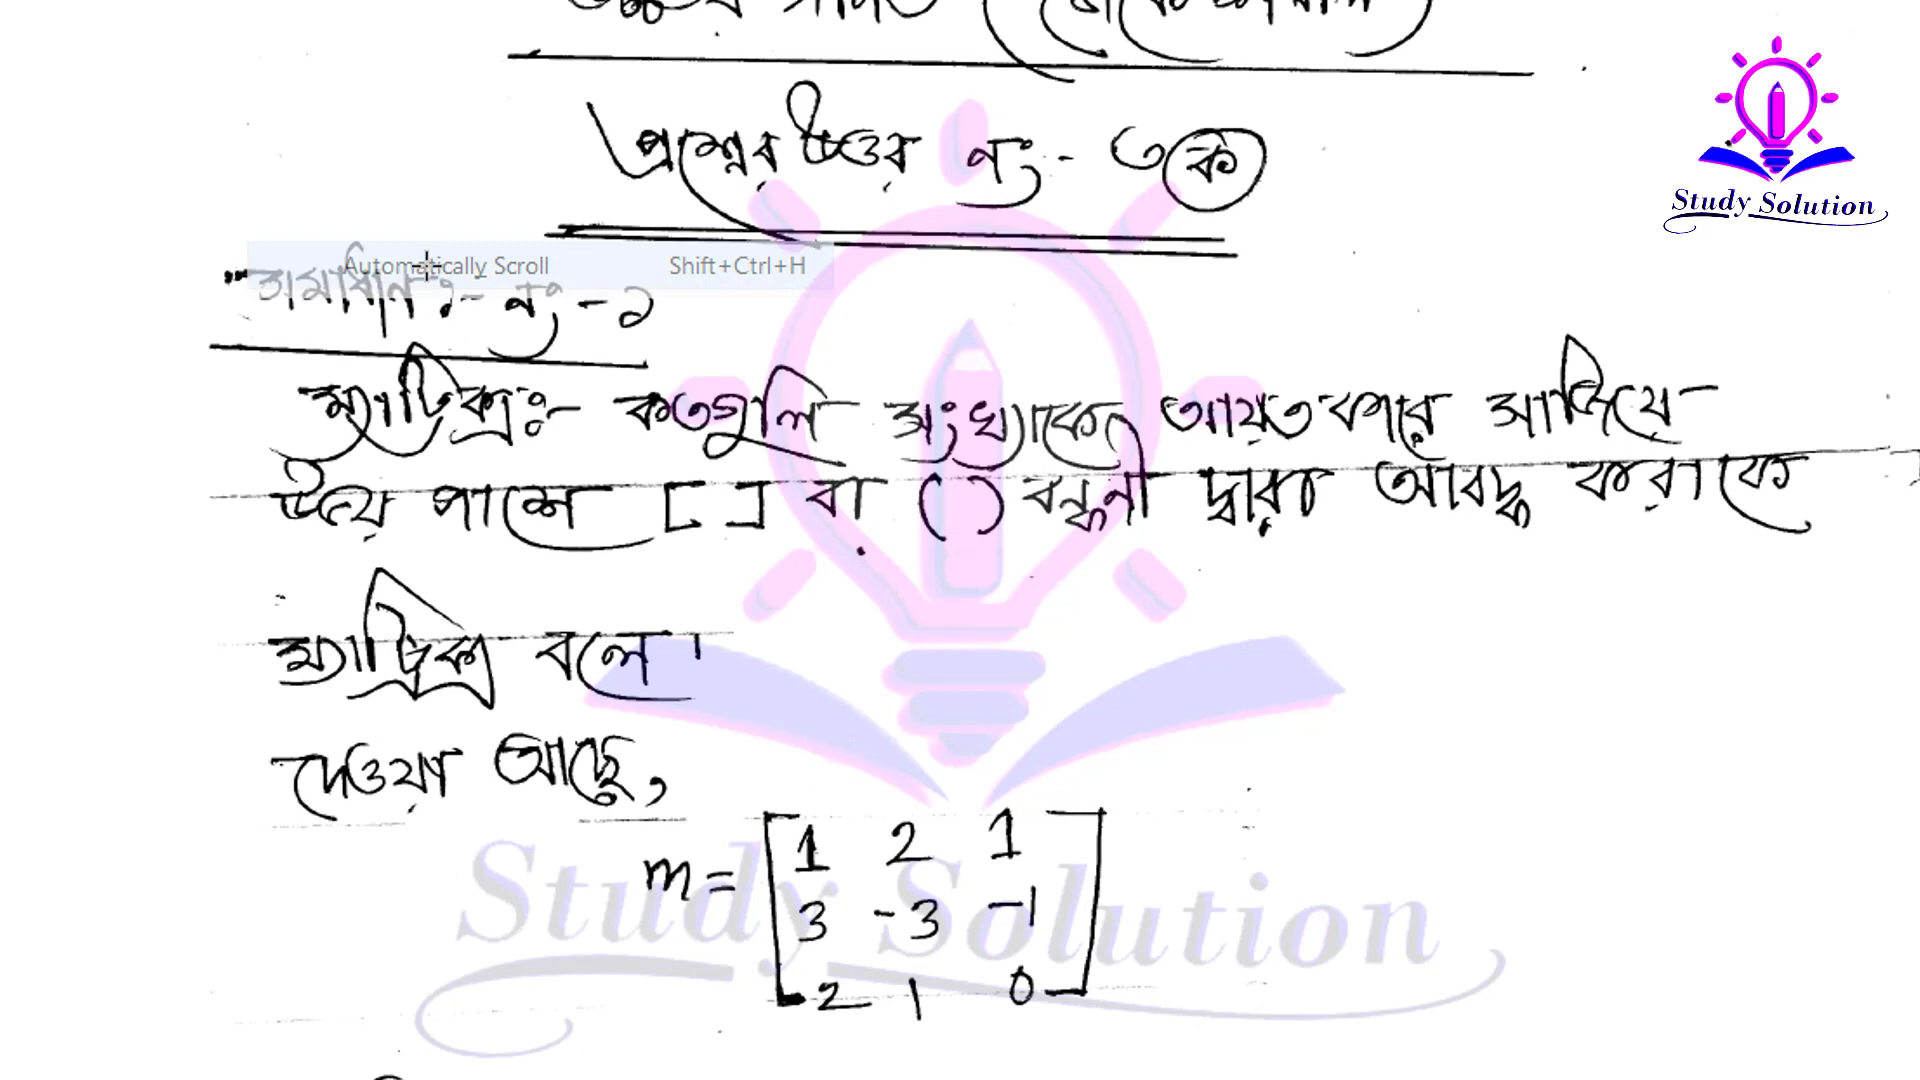 প্রশ্নের উত্তর নং - ৩ (ক)
Study Solution
Automatically Scroll Shift+Ctrl+H
সমাধান:- নং - ১
ম্যাট্রিক্স:- কতগুলি সংখ্যাকে আয়তকারে সাজিয়ে
উভয় পাশে [ ] বা ( ) বন্ধনী দ্বারা আবদ্ধ করাকে
ম্যাট্রিক্স বলে।
দেওয়া আছে,
m = [ 1 2 1
3 -3 -1
2 1 0 ]
Study Solution